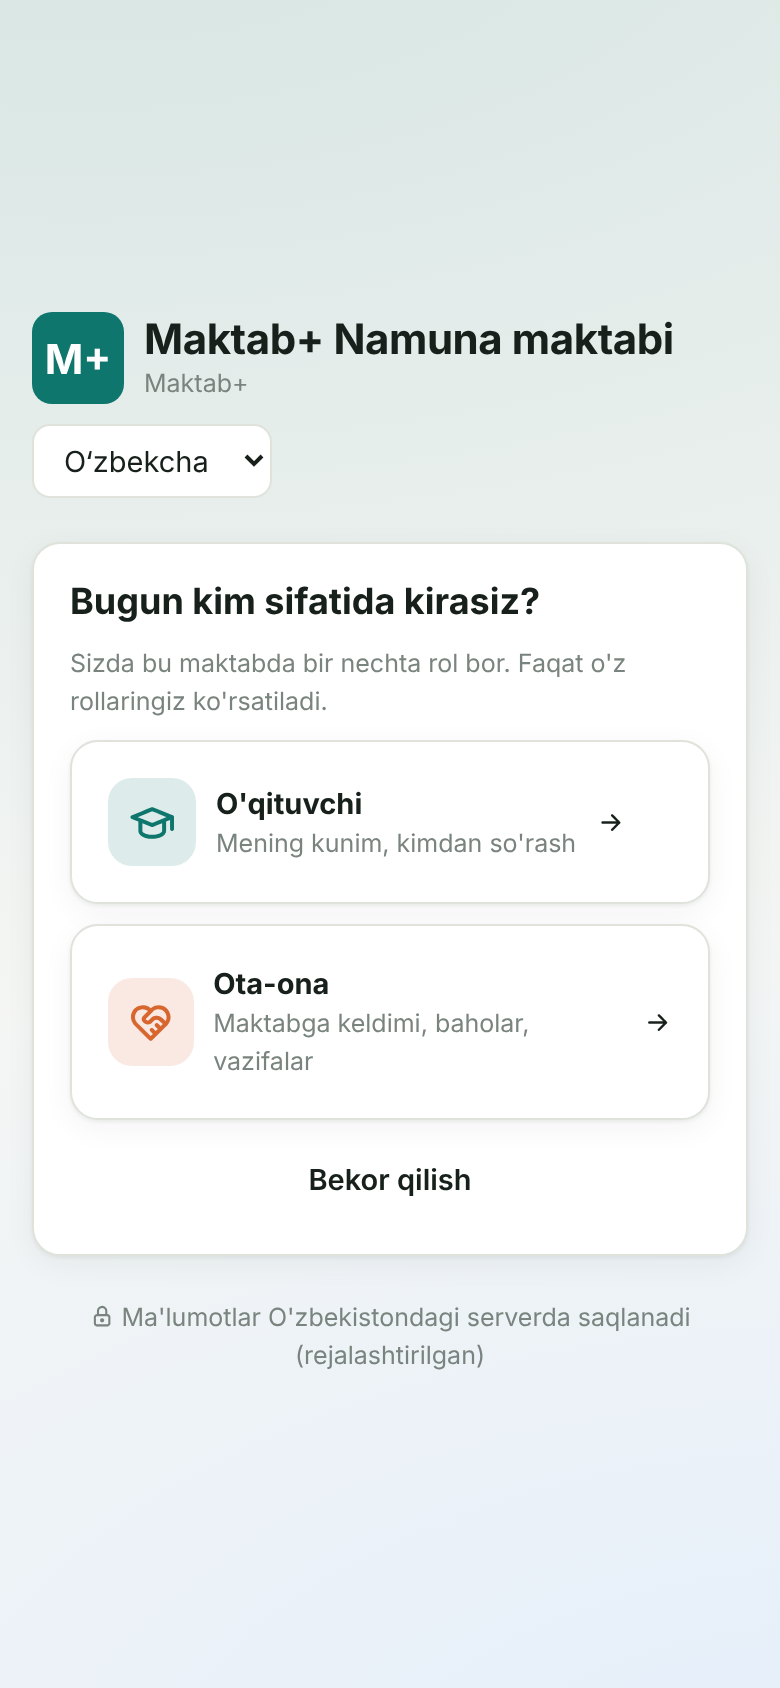 M+
Maktab+ Namuna maktabi
Maktab+
Oʻzbekcha
Bugun kim sifatida kirasiz?
Sizda bu maktabda bir nechta rol bor. Faqat o'z
rollaringiz ko'rsatiladi.
O'qituvchi
Mening kunim, kimdan so'rash
Ota-ona
Maktabga keldimi, baholar,
vazifalar
Bekor qilish
Ma'lumotlar O'zbekistondagi serverda saqlanadi
(rejalashtirilgan)